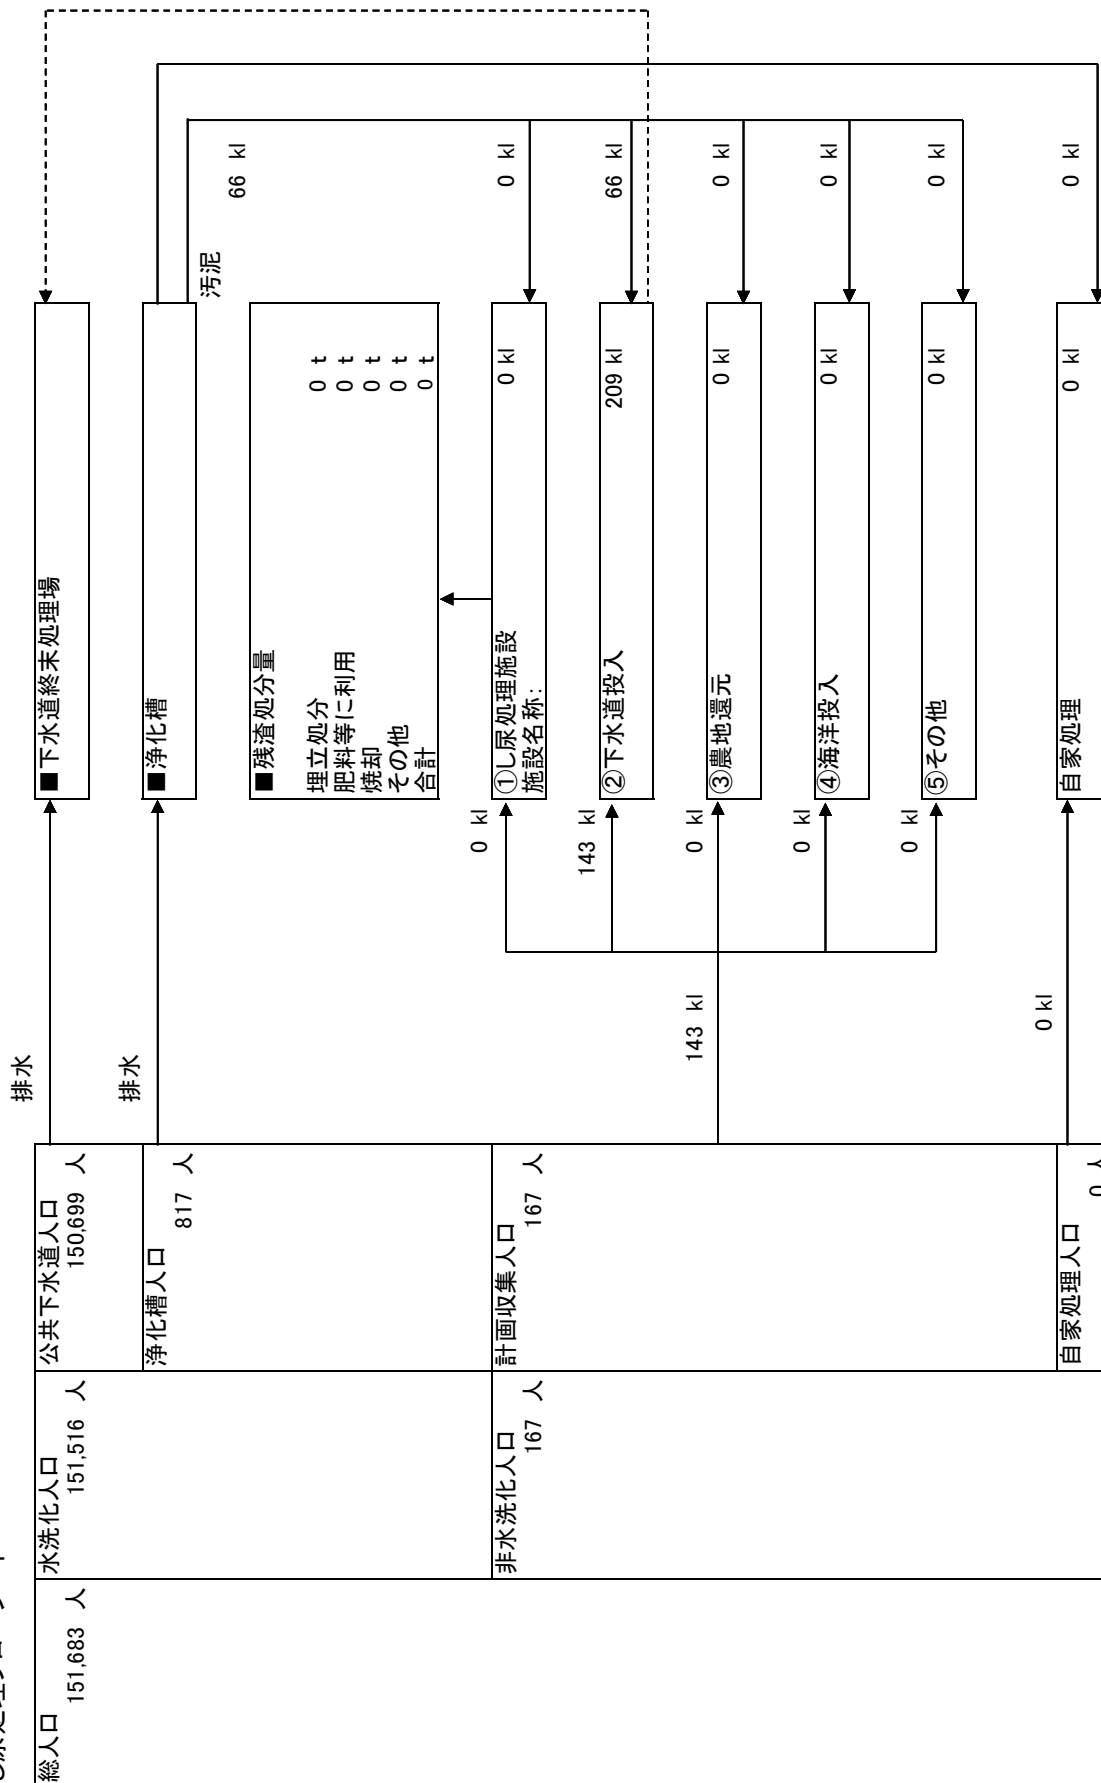 総人口
151,683 人
水洗化人口
151,516 人
公共下水道人口
150,699 人
排水
■下水道終末処理場
浄化槽人口
817 人
排水
■浄化槽
汚泥
66 kl
■残渣処分量
埋立処分 0 t
肥料等に利用 0 t
焼却 0 t
その他 0 t
合計 0 t
非水洗化人口
167 人
計画収集人口
167 人
143 kl
0 kl
①し尿処理施設
施設名称:
0 kl
0 kl
143 kl
②下水道投入
209 kl
66 kl
0 kl
③農地還元
0 kl
0 kl
0 kl
④海洋投入
0 kl
0 kl
0 kl
⑤その他
0 kl
0 kl
自家処理人口
0 人
0 kl
自家処理
0 kl
0 kl